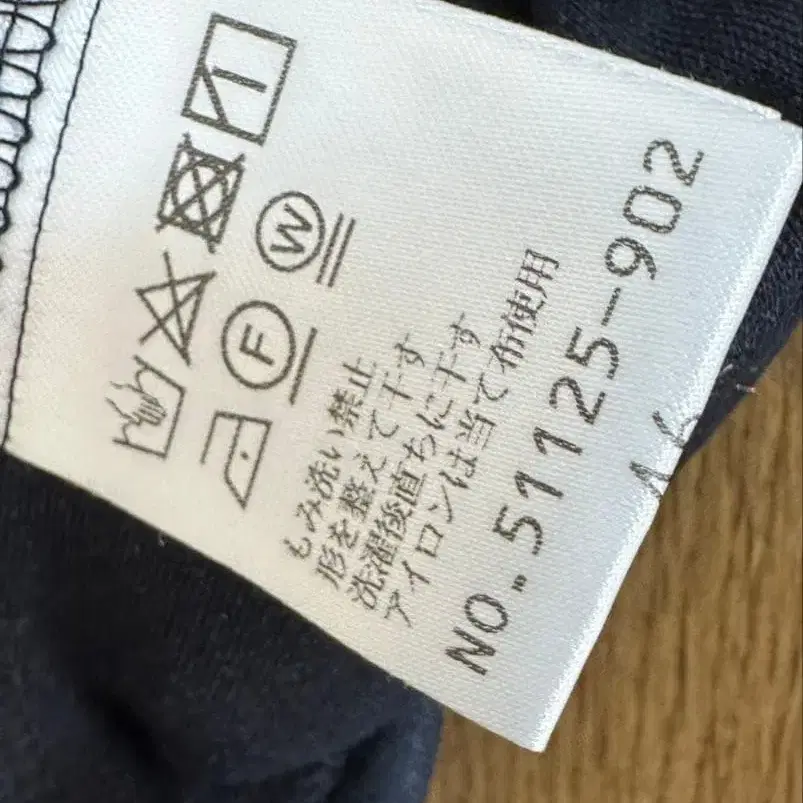 W
F
もみ洗い禁止
形を整えて干す
洗濯後直ちに干す
アイロンは当て布使用
NO.51125-902